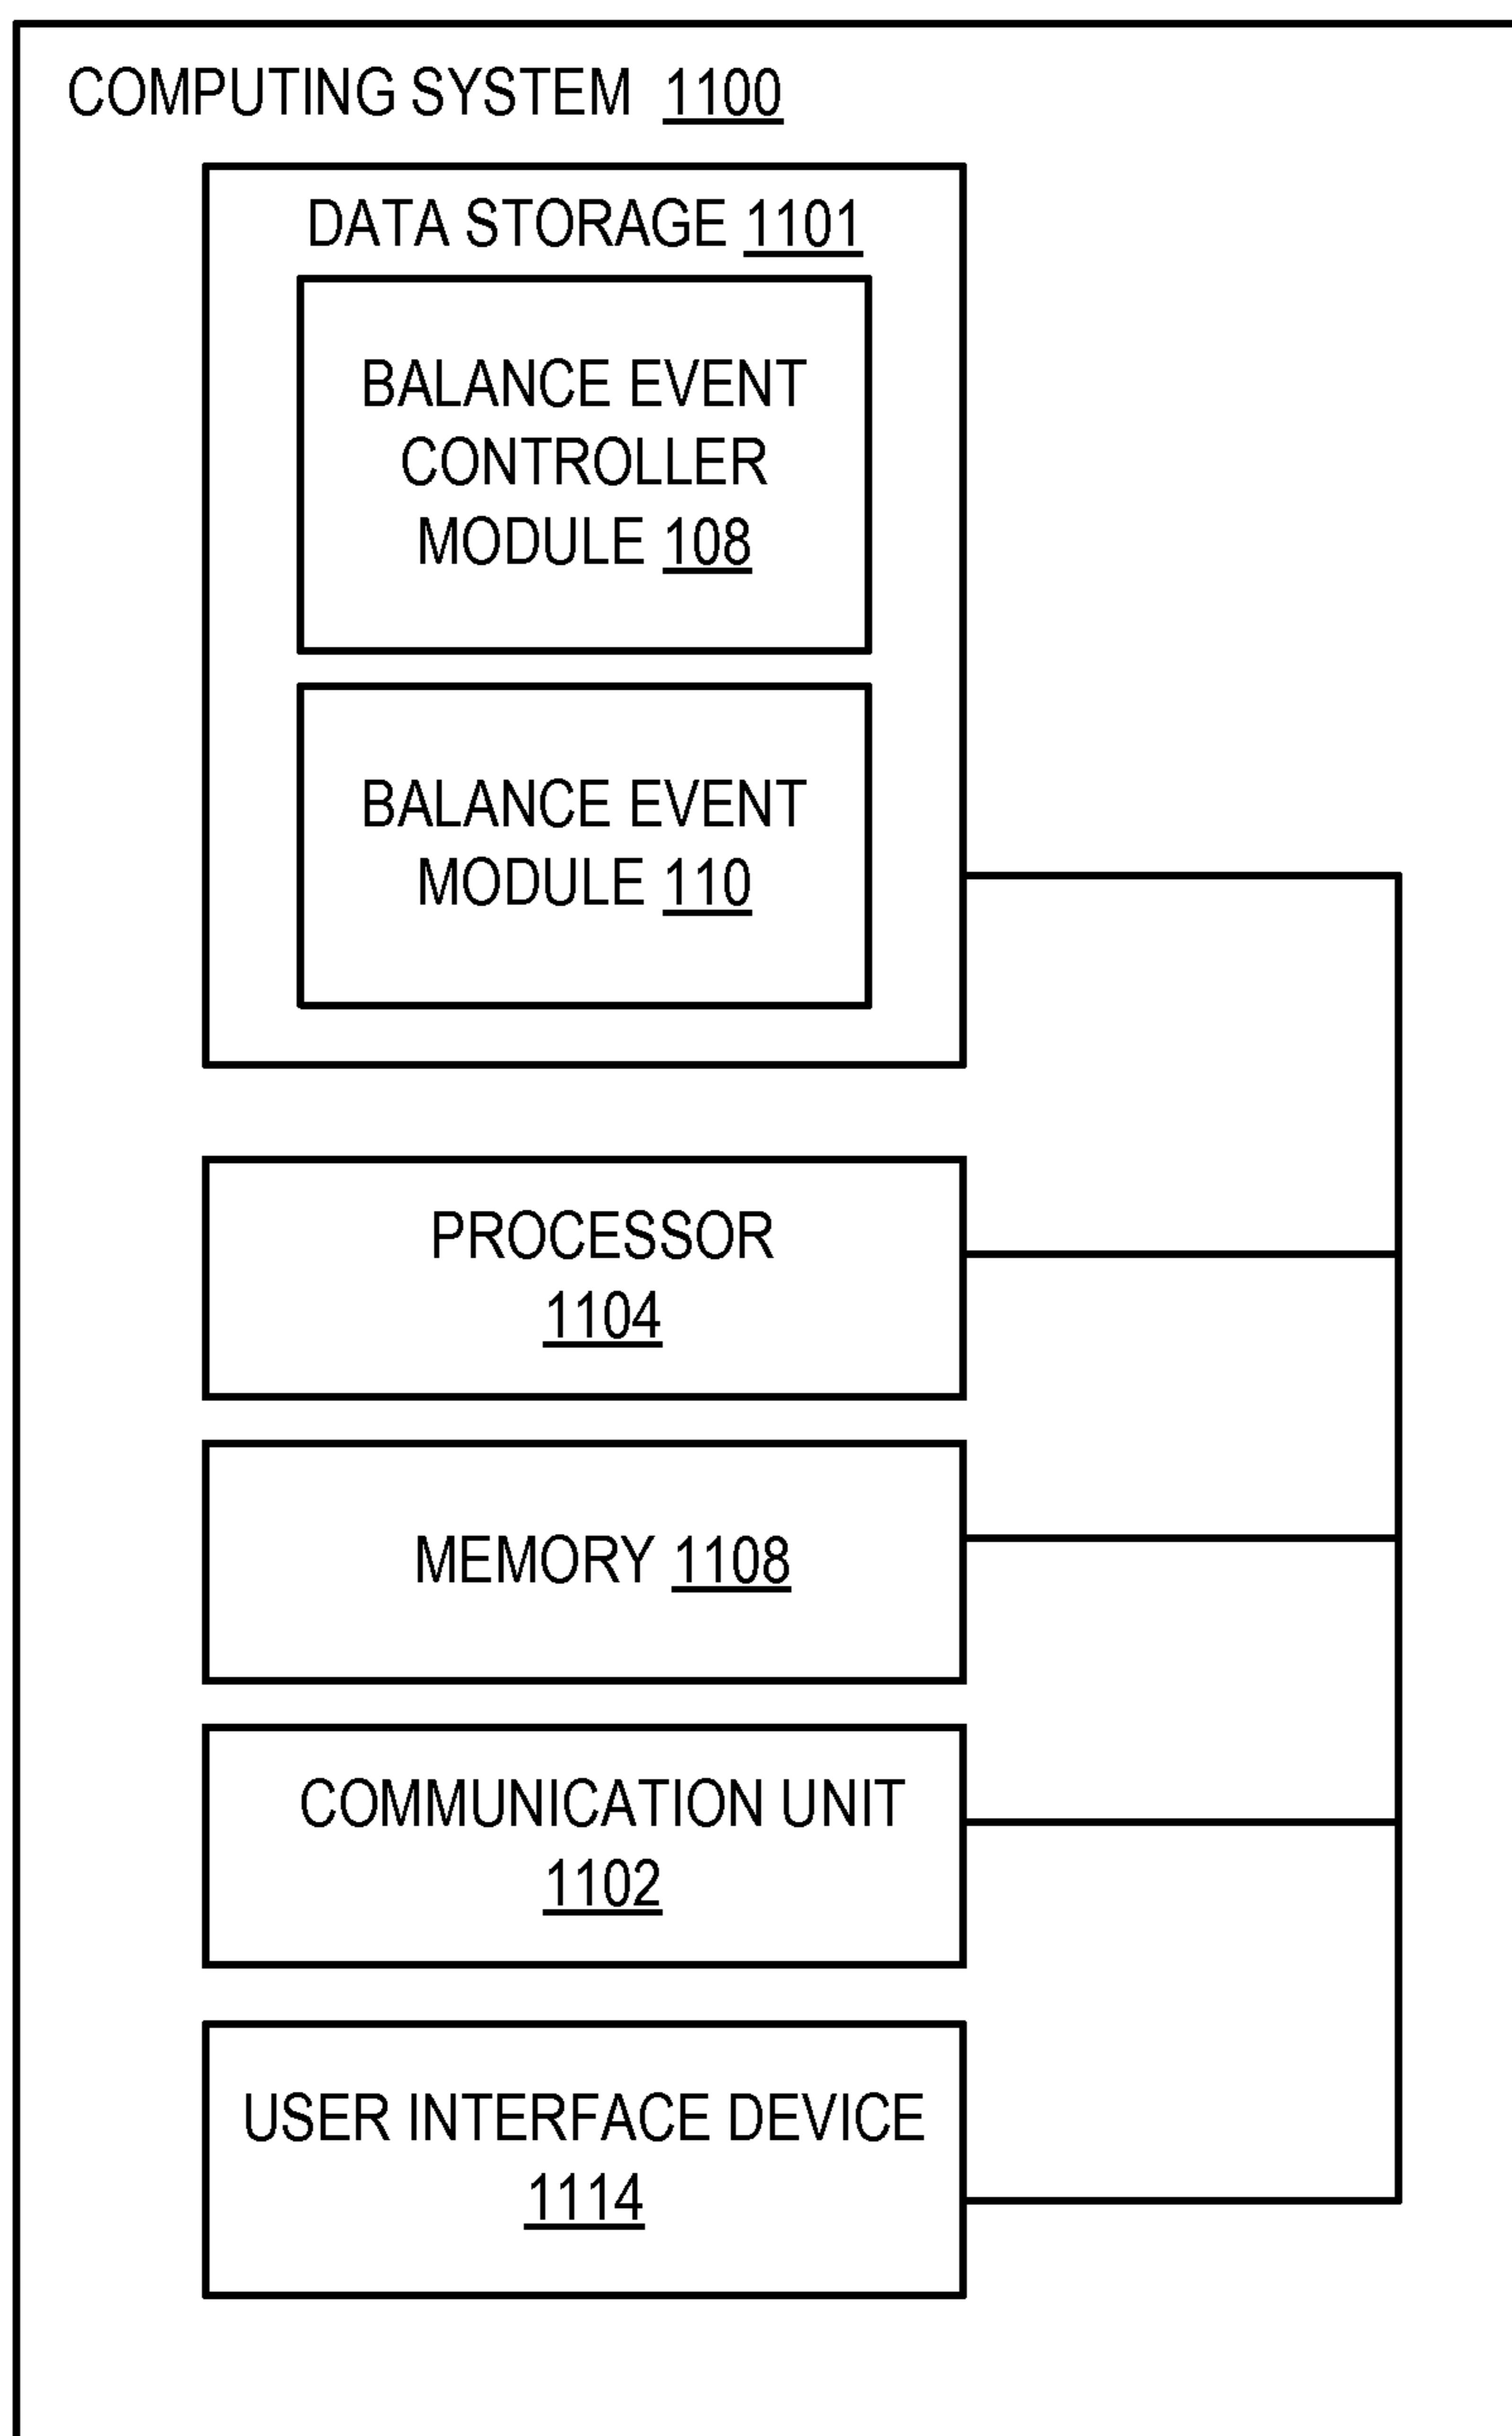 COMPUTING SYSTEM 1100
DATA STORAGE 1101
BALANCE EVENT
CONTROLLER
MODULE 108
BALANCE EVENT
MODULE 110
PROCESSOR
1104
MEMORY 1108
COMMUNICATION UNIT
1102
USER INTERFACE DEVICE
1114